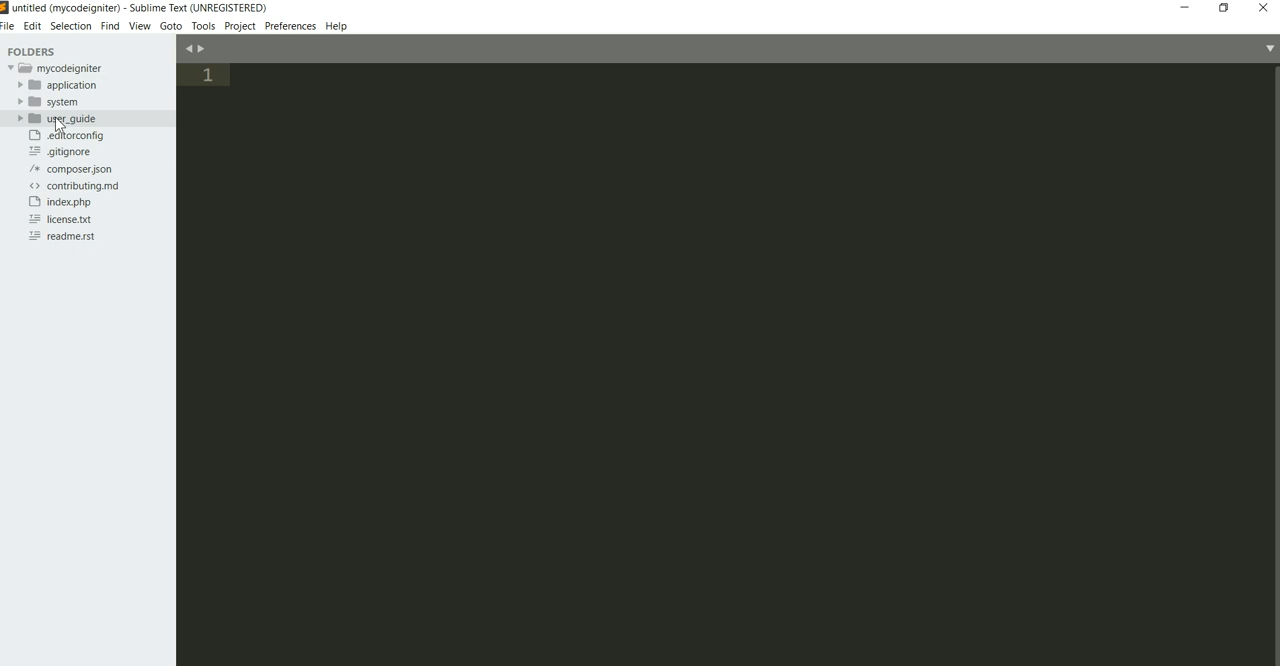 untitled (mycodeigniter) - Sublime Text (UNREGISTERED)
File Edit Selection Find View Goto Tools Project Preferences Help
FOLDERS
mycodeigniter
application
system
user_guide
.editorconfig
.gitignore
composer.json
contributing.md
index.php
license.txt
readme.rst
1